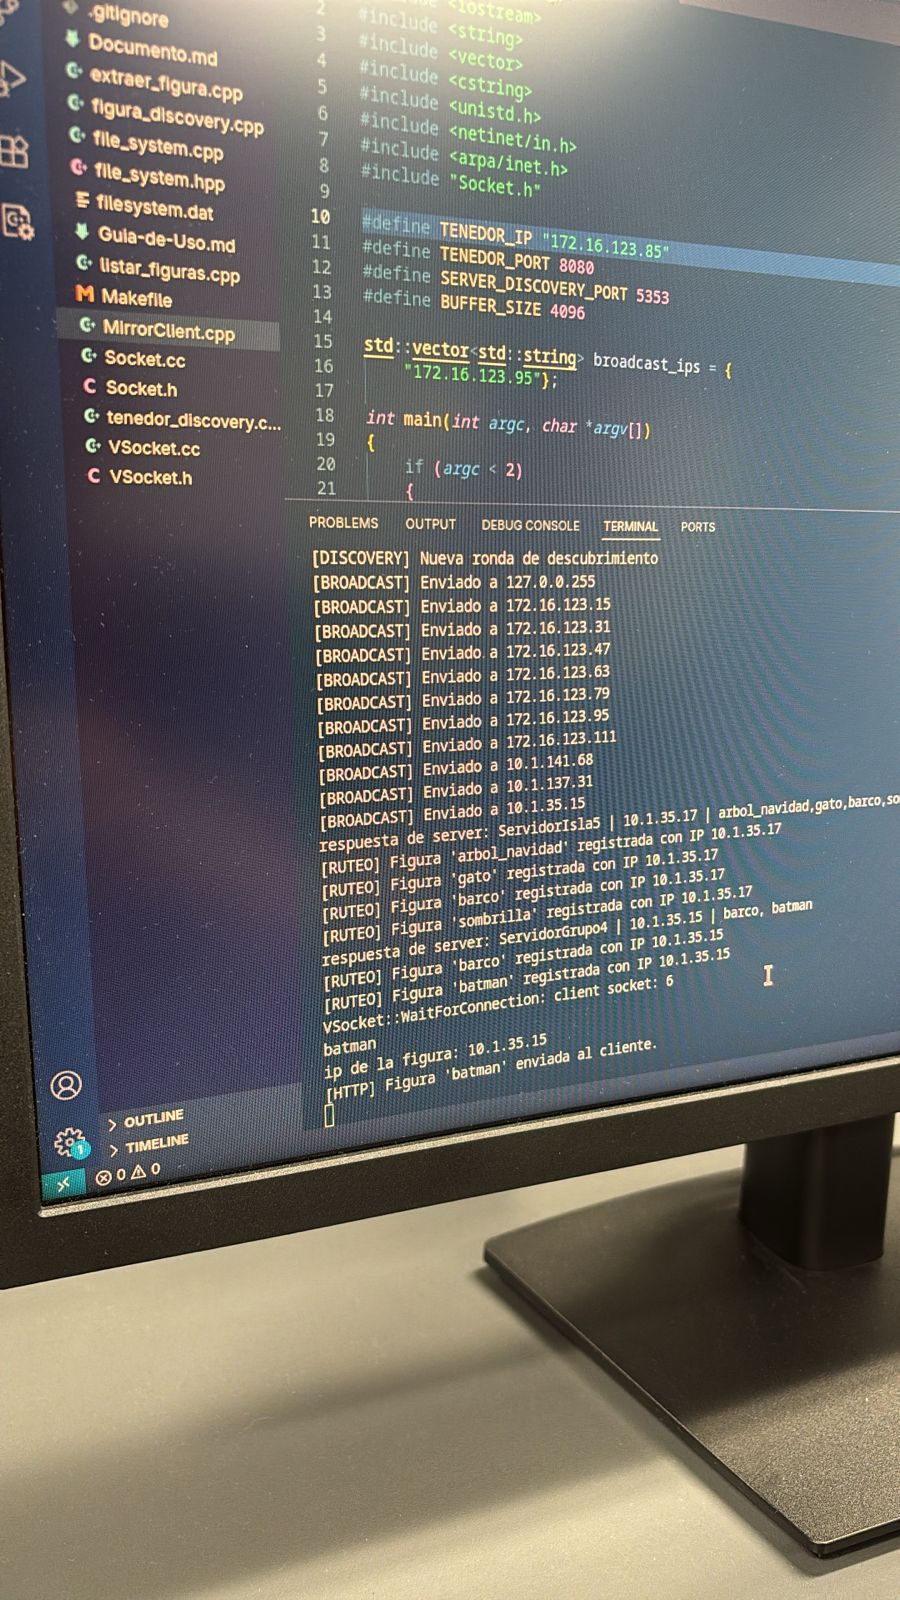 .gitignore
Documento.md
extraer_figura.cpp
figura_discovery.cpp
file_system.cpp
file_system.hpp
filesystem.dat
Guia-de-Uso.md
listar_figuras.cpp
Makefile
MirrorClient.cpp
Socket.cc
Socket.h
tenedor_discovery.c...
VSocket.cc
VSocket.h
OUTLINE
TIMELINE
0 0
2 <iostream>
3 #include <string>
4 #include <vector>
5 #include <cstring>
6 #include <unistd.h>
7 #include <netinet/in.h>
8 #include <arpa/inet.h>
9 #include "Socket.h"
10 #define TENEDOR_IP "172.16.123.85"
11 #define TENEDOR_PORT 8080
12 #define SERVER_DISCOVERY_PORT 5353
13 #define BUFFER_SIZE 4096
14
15 std::vector<std::string> broadcast_ips = {
16 "172.16.123.95"};
17
18 int main(int argc, char *argv[])
19 {
20 if (argc < 2)
21 {
PROBLEMS OUTPUT DEBUG CONSOLE TERMINAL PORTS
[DISCOVERY] Nueva ronda de descubrimiento
[BROADCAST] Enviado a 127.0.0.255
[BROADCAST] Enviado a 172.16.123.15
[BROADCAST] Enviado a 172.16.123.31
[BROADCAST] Enviado a 172.16.123.47
[BROADCAST] Enviado a 172.16.123.63
[BROADCAST] Enviado a 172.16.123.79
[BROADCAST] Enviado a 172.16.123.95
[BROADCAST] Enviado a 172.16.123.111
[BROADCAST] Enviado a 10.1.141.68
[BROADCAST] Enviado a 10.1.137.31
[BROADCAST] Enviado a 10.1.35.15
respuesta de server: ServidorIsla5 | 10.1.35.17 | arbol_navidad,gato,barco,so
[RUTEO] Figura 'arbol_navidad' registrada con IP 10.1.35.17
[RUTEO] Figura 'gato' registrada con IP 10.1.35.17
[RUTEO] Figura 'barco' registrada con IP 10.1.35.17
[RUTEO] Figura 'sombrilla' registrada con IP 10.1.35.17
respuesta de server: ServidorGrupo4 | 10.1.35.15 | barco, batman
[RUTEO] Figura 'barco' registrada con IP 10.1.35.15
[RUTEO] Figura 'batman' registrada con IP 10.1.35.15
VSocket::WaitForConnection: client socket: 6
batman
ip de la figura: 10.1.35.15
[HTTP] Figura 'batman' enviada al cliente.